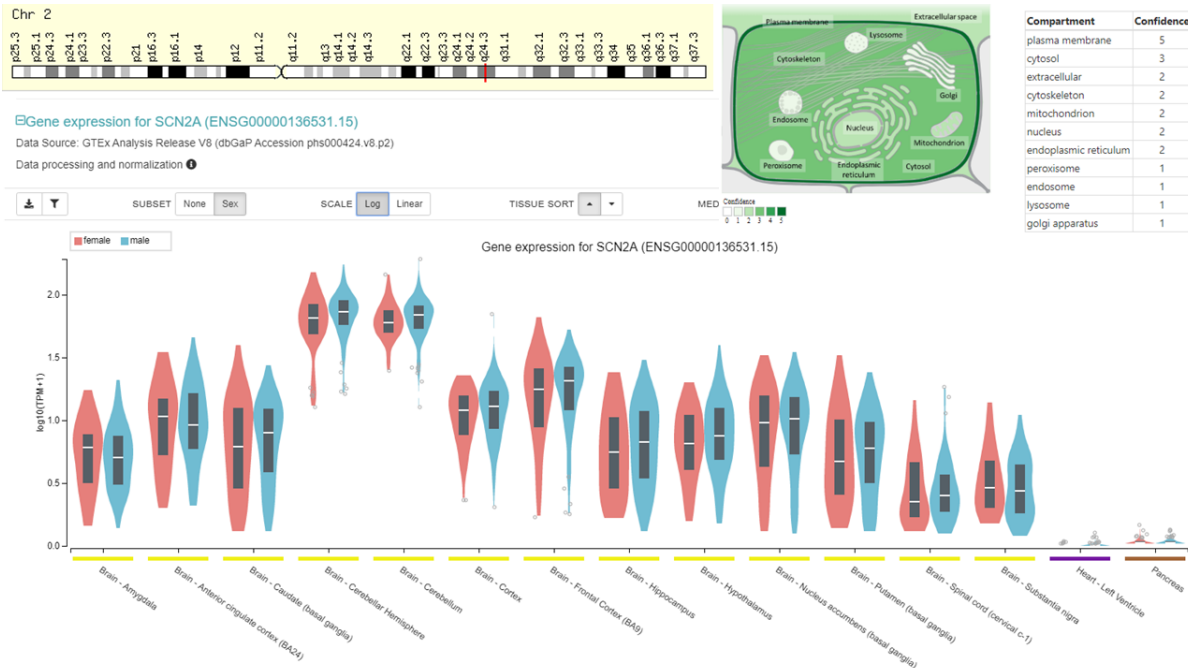 Chr 2
p25.3 p25.1 p24.3 p24.1 p23.3 p22.3 p21 p16.3 p16.1 p14 p12 p11.2 q11.2 q13 q14.1 q14.2 q14.3 q22.1 q22.3 q23.3 q24.1 q24.2 q24.3 q31.1 q32.1 q32.3 q33.1 q33.3 q34 q35 q36.1 q36.3 q37.1 q37.3
Gene expression for SCN2A (ENSG00000136531.15)
Data Source: GTEx Analysis Release V8 (dbGaP Accession phs000424.v8.p2)
Data processing and normalization
SUBSET None Sex SCALE Log Linear TISSUE SORT MED
Plasma membrane
Extracellular space
Lysosome
Cytoskeleton
Golgi
Endosome
Nucleus
Mitochondrion
Peroxisome
Endoplasmic
reticulum
Cytosol
Confidence
0 1 2 3 4 5
Compartment Confidence
plasma membrane 5
cytosol 3
extracellular 2
cytoskeleton 2
mitochondrion 2
nucleus 2
endoplasmic reticulum 2
peroxisome 1
endosome 1
lysosome 1
golgi apparatus 1
female male
Gene expression for SCN2A (ENSG00000136531.15)
log10(TPM+1)
2.0
1.5
1.0
0.5
0.0
Brain - Amygdala
Brain - Anterior cingulate cortex (BA24)
Brain - Caudate (basal ganglia)
Brain - Cerebellar Hemisphere
Brain - Cerebellum
Brain - Cortex
Brain - Frontal Cortex (BA9)
Brain - Hippocampus
Brain - Hypothalamus
Brain - Nucleus accumbens (basal ganglia)
Brain - Putamen (basal ganglia)
Brain - Spinal cord (cervical c-1)
Brain - Substantia nigra
Heart - Left Ventricle
Pancreas